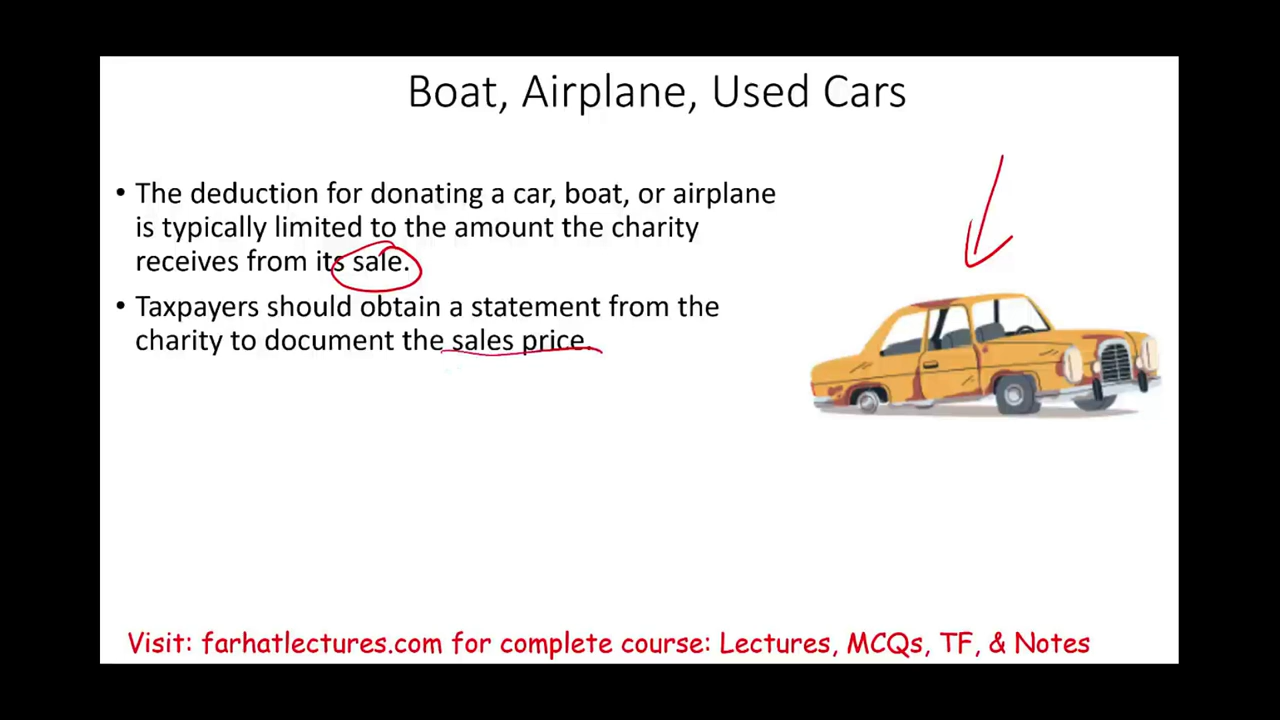 Boat, Airplane, Used Cars
• The deduction for donating a car, boat, or airplane
is typically limited to the amount the charity
receives from its sale.
• Taxpayers should obtain a statement from the
charity to document the sales price.
Visit: farhatlectures.com for complete course: Lectures, MCQs, TF, & Notes